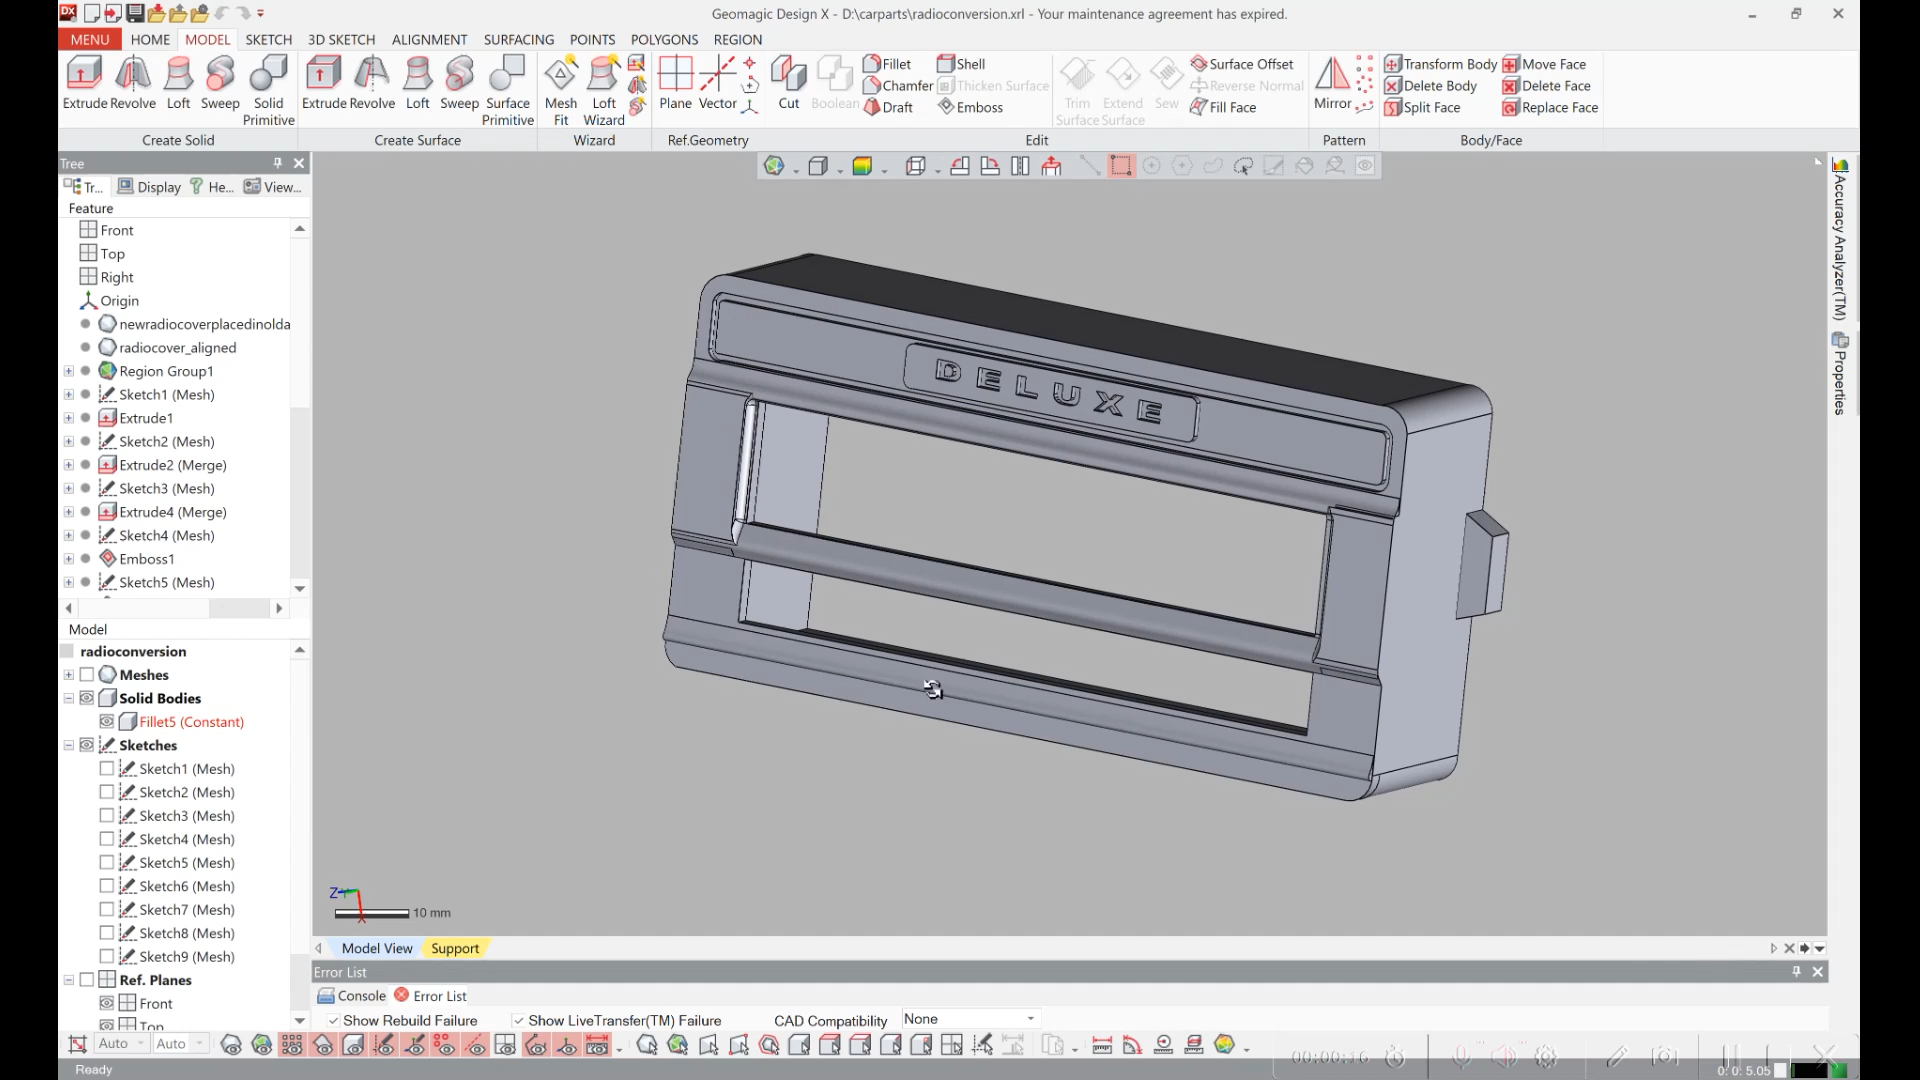 Geomagic Design X - D:\carparts\radioconversion.xrl - Your maintenance agreement has expired.
MENU HOME MODEL SKETCH 3D SKETCH ALIGNMENT SURFACING POINTS POLYGONS REGION
Extrude Revolve Loft Sweep Solid Primitive
Create Solid
Extrude Revolve Loft Sweep Surface Primitive
Create Surface
Mesh Fit Loft Wizard
Wizard
Plane Vector
Ref.Geometry
Cut Boolean
Fillet Shell
Chamfer Thicken Surface
Draft Emboss
Trim Surface Extend Surface Sew
Surface Offset
Reverse Normal
Fill Face
Edit
Mirror
Pattern
Transform Body Move Face
Delete Body Delete Face
Split Face Replace Face
Body/Face
Tree
Tr... Display He... View...
Feature
Front
Top
Right
Origin
newradiocoverplacedinolda
radiocover_aligned
Region Group1
Sketch1 (Mesh)
Extrude1
Sketch2 (Mesh)
Extrude2 (Merge)
Sketch3 (Mesh)
Extrude4 (Merge)
Sketch4 (Mesh)
Emboss1
Sketch5 (Mesh)
Model
radioconversion
Meshes
Solid Bodies
Fillet5 (Constant)
Sketches
Sketch1 (Mesh)
Sketch2 (Mesh)
Sketch3 (Mesh)
Sketch4 (Mesh)
Sketch5 (Mesh)
Sketch6 (Mesh)
Sketch7 (Mesh)
Sketch8 (Mesh)
Sketch9 (Mesh)
Ref. Planes
Front
Top
DELUXE
Accuracy Analyzer(TM)
Properties
Z
X
10 mm
Model View Support
Error List
Console Error List
Show Rebuild Failure Show LiveTransfer(TM) Failure CAD Compatibility None
Auto Auto
00:00:16
Ready
0: 0: 5.05